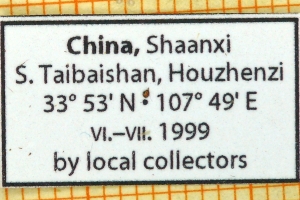 China, Shaanxi
S. Taibaishan, Houzhenzi
33° 53' N 107° 49' E
VI.–VII. 1999
by local collectors